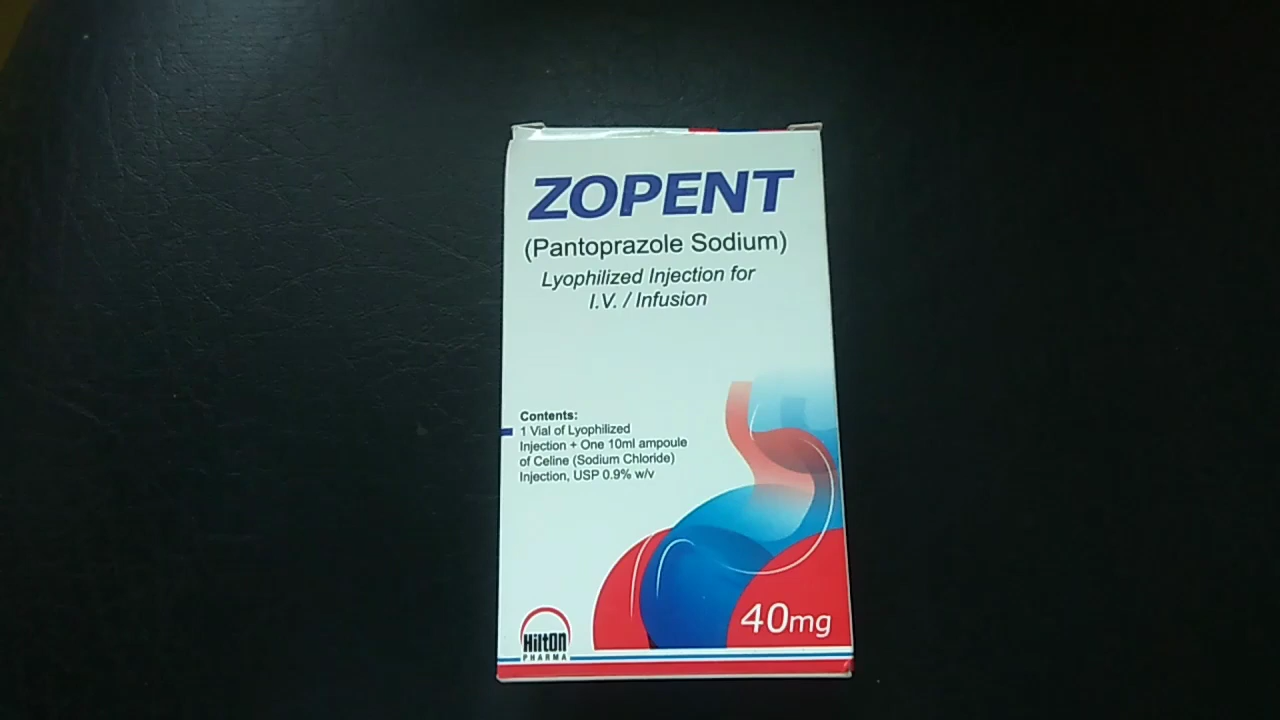 ZOPENT
(Pantoprazole Sodium)
Lyophilized Injection for
I.V. / Infusion
Contents:
1 Vial of Lyophilized
Injection + One 10ml ampoule
of Celine (Sodium Chloride)
Injection, USP 0.9% w/v
40mg
HiltOn
PHARMA